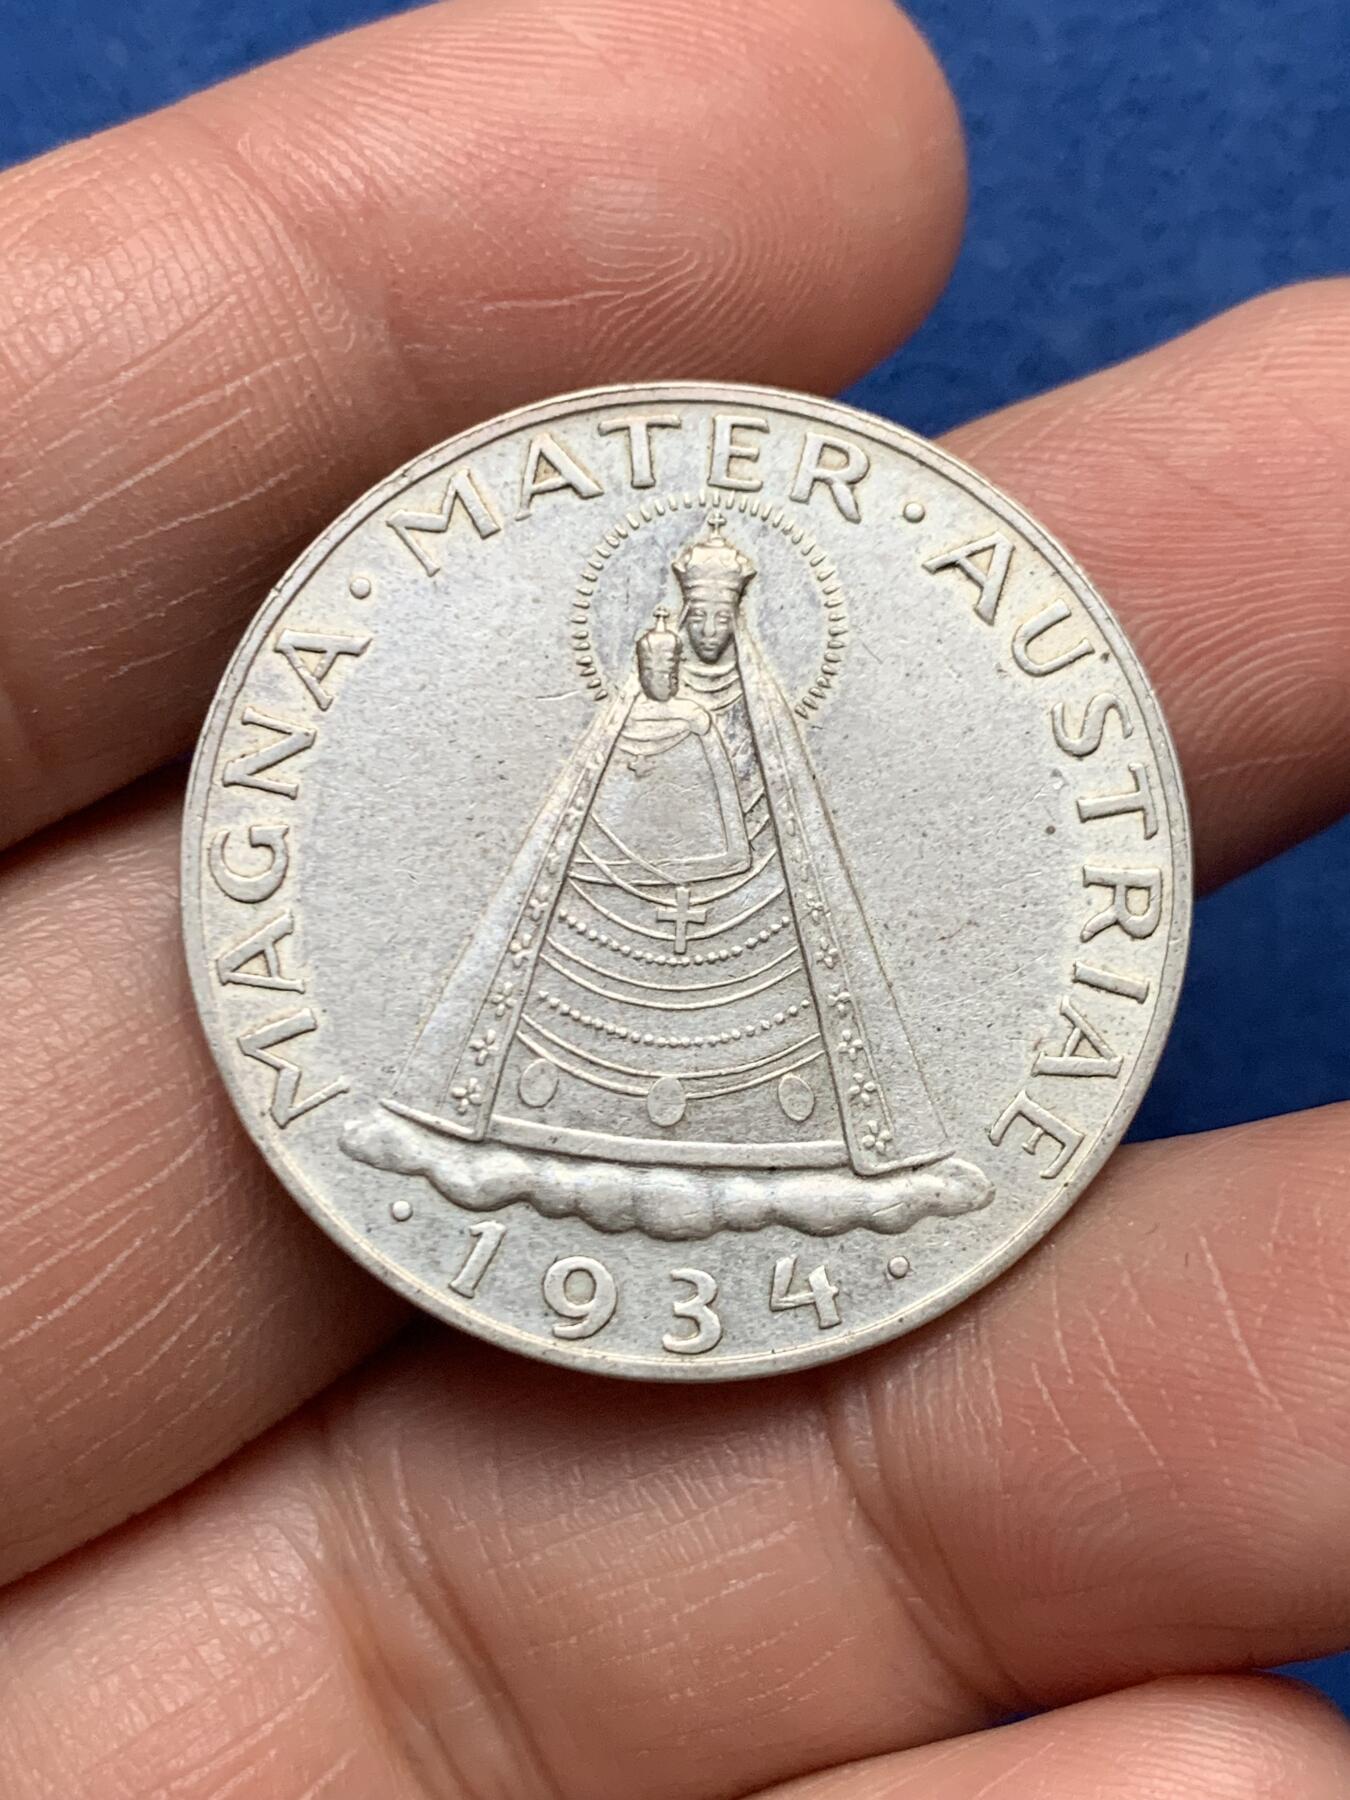 MAGNA · MATER · AUSTRIAE
· 1934 ·